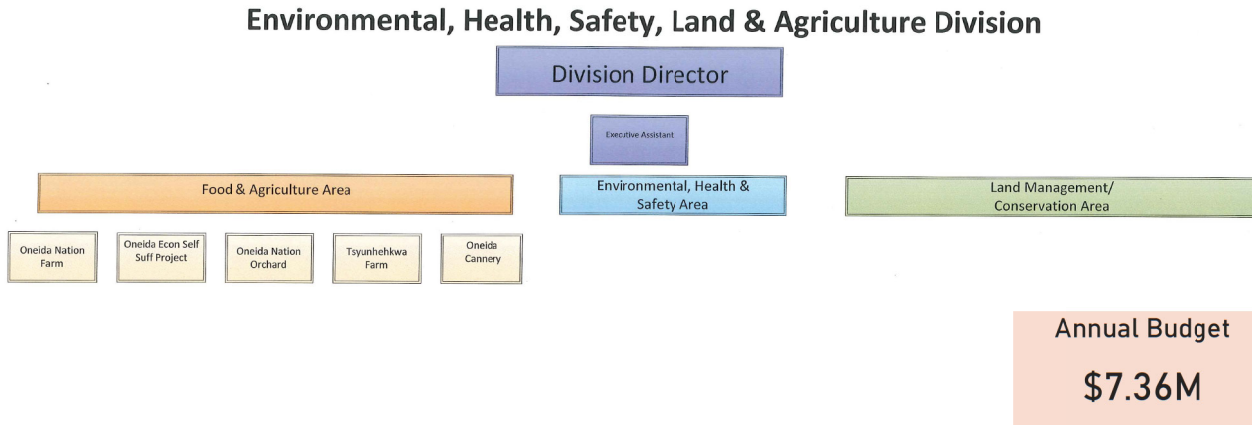 Environmental, Health, Safety, Land & Agriculture Division
Division Director
Executive Assistant
Food & Agriculture Area
Environmental, Health &
Safety Area
Land Management/
Conservation Area
Oneida Nation
Farm
Oneida Econ Self
Suff Project
Oneida Nation
Orchard
Tsyunhehkwa
Farm
Oneida
Cannery
Annual Budget
$7.36M